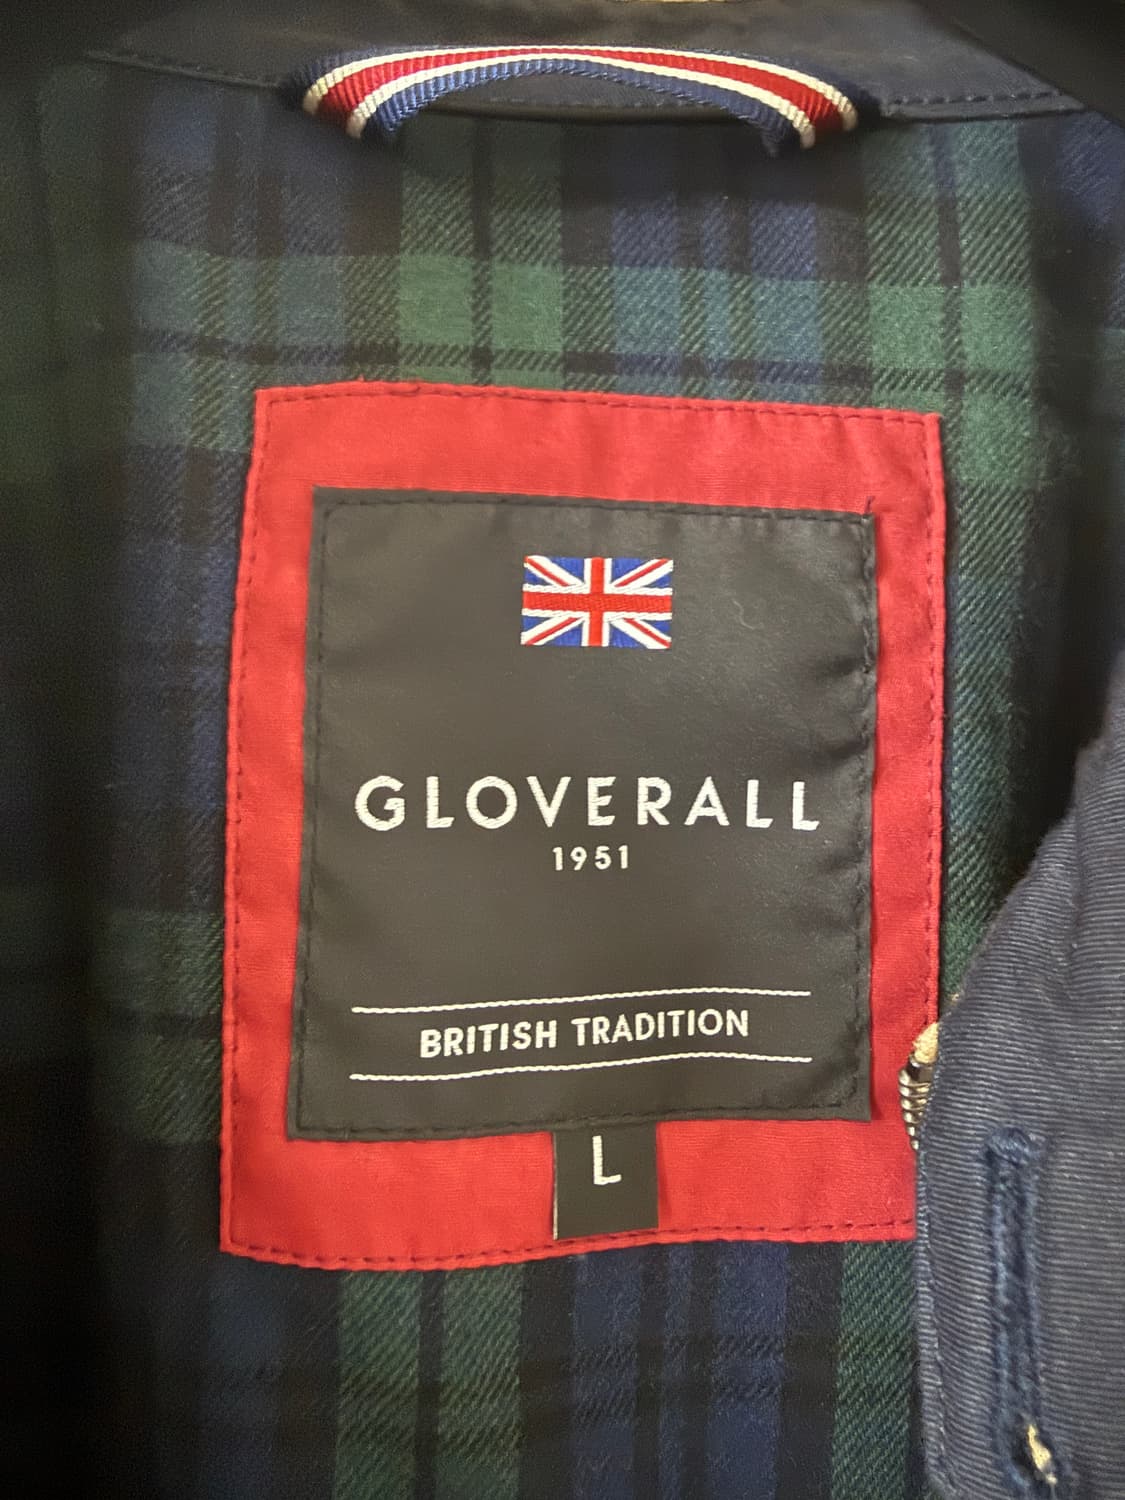 GLOVERALL
1951
BRITISH TRADITION
L